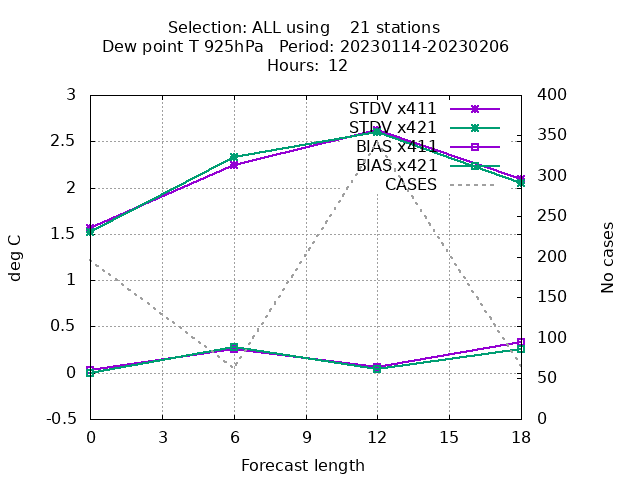 Selection: ALL using    21 stations
Dew point T 925hPa   Period: 20230114-20230206
Hours:  12
3
2.5
2
1.5
1
0.5
0
-0.5
deg C
STDV x411
STDV x421
BIAS x411
BIAS x421
CASES
400
350
300
250
200
150
100
50
0
No cases
0 3 6 9 12 15 18
Forecast length